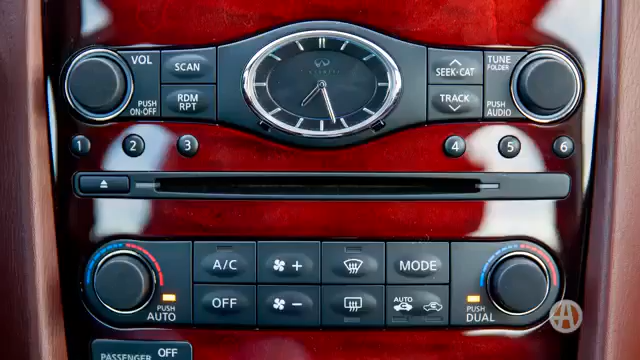 VOL
SCAN
PUSH
ON·OFF
RDM
RPT
INFINITI
SEEK·CAT
TUNE
FOLDER
TRACK
PUSH
AUDIO
1
2
3
4
5
6
A/C
+
MODE
PUSH
AUTO
OFF
−
AUTO
PUSH
DUAL
PASSENGER
OFF